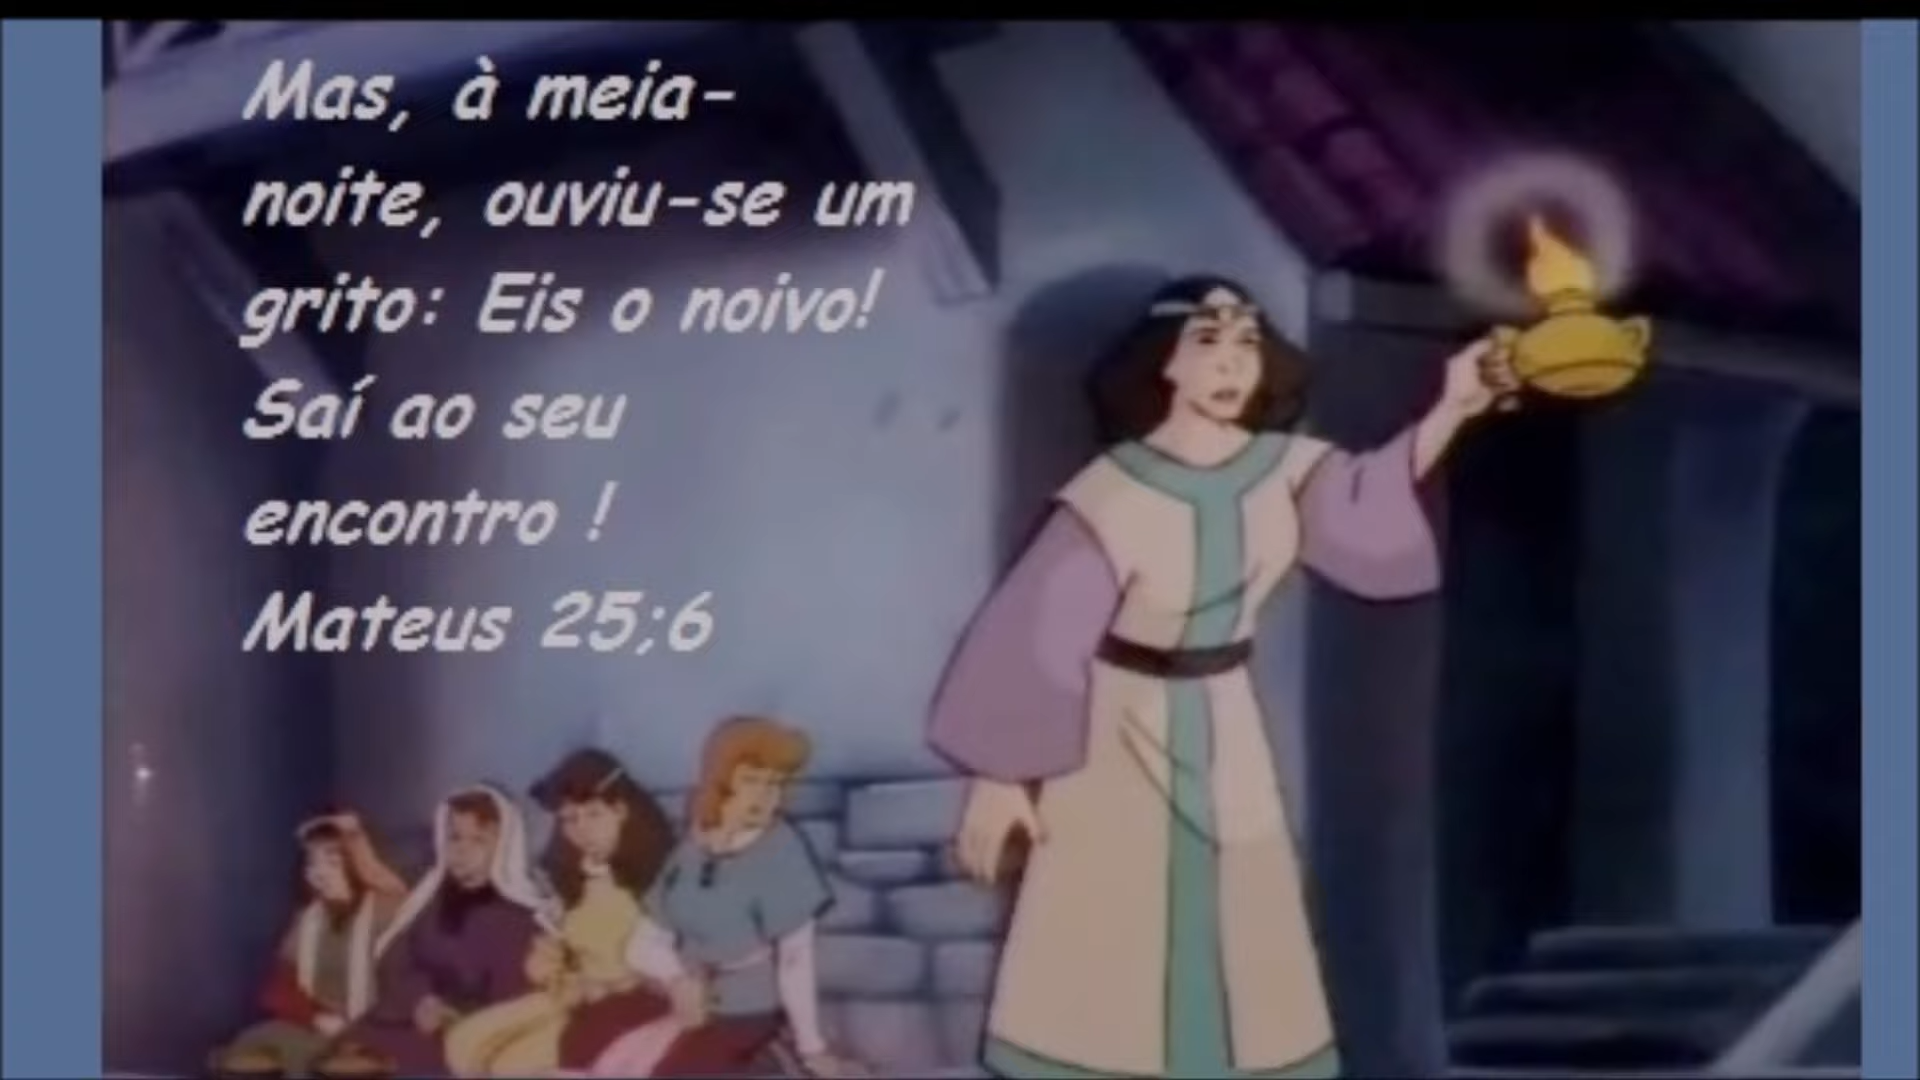 Mas, à meia-
noite, ouviu-se um
grito: Eis o noivo!
Saí ao seu
encontro !
Mateus 25;6